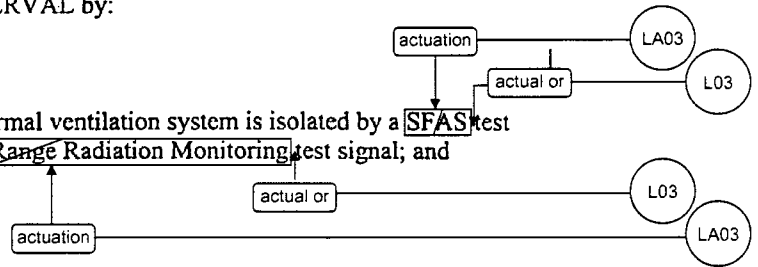 ERVAL by:
actuation LA03
actual or L03
rmal ventilation system is isolated by a SFAS test
Range Radiation Monitoring test signal; and
actual or L03
actuation LA03